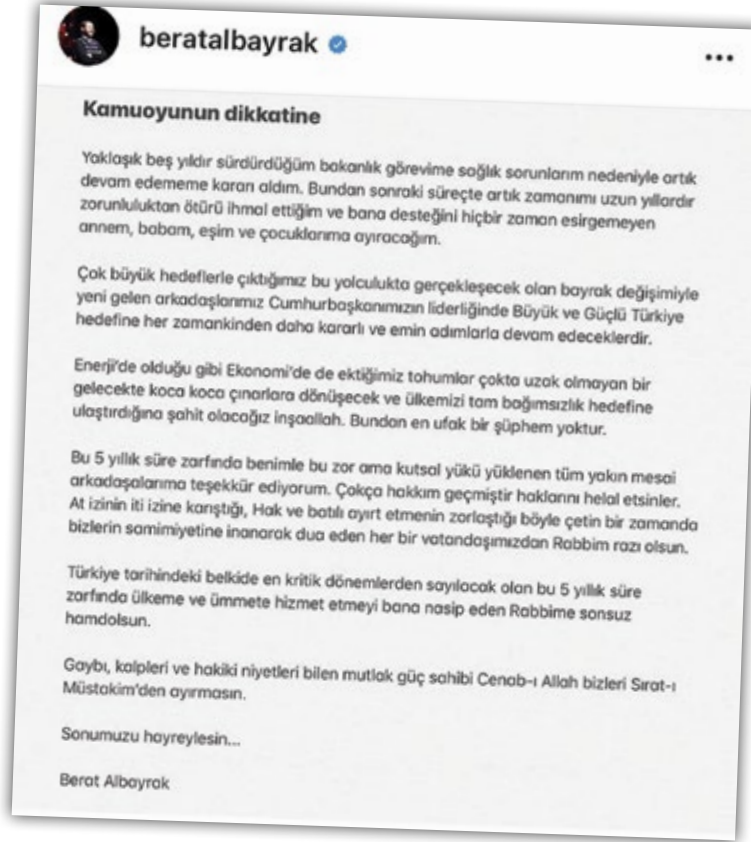 beratalbayrak
Kamuoyunun dikkatine
Yaklaşık beş yıldır sürdürdüğüm bakanlık görevime sağlık sorunlarım nedeniyle artık
devam edememe kararı aldım. Bundan sonraki süreçte artık zamanımı uzun yıllardır
zorunluluktan ötürü ihmal ettiğim ve bana desteğini hiçbir zaman esirgemeyen
annem, babam, eşim ve çocuklarıma ayıracağım.
Çok büyük hedeflerle çıktığımız bu yolculukta gerçekleşecek olan bayrak değişimiyle
yeni gelen arkadaşlarımız Cumhurbaşkanımızın liderliğinde Büyük ve Güçlü Türkiye
hedefine her zamankinden daha kararlı ve emin adımlarla devam edeceklerdir.
Enerji'de olduğu gibi Ekonomi'de de ektiğimiz tohumlar çokta uzak olmayan bir
gelecekte koca koca çınarlara dönüşecek ve ülkemizi tam bağımsızlık hedefine
ulaştırdığına şahit olacağız inşaallah. Bundan en ufak bir şüphem yoktur.
Bu 5 yıllık süre zarfında benimle bu zor ama kutsal yükü yüklenen tüm yakın mesai
arkadaşalarıma teşekkür ediyorum. Çokça hakkım geçmiştir haklarını helal etsinler.
At izinin iti izine karıştığı, Hak ve batılı ayırt etmenin zorlaştığı böyle çetin bir zamanda
bizlerin samimiyetine inanarak dua eden her bir vatandaşımızdan Rabbim razı olsun.
Türkiye tarihindeki belkide en kritik dönemlerden sayılacak olan bu 5 yıllık süre
zarfında ülkeme ve ümmete hizmet etmeyi bana nasip eden Rabbime sonsuz
hamdolsun.
Gaybı, kalpleri ve hakiki niyetleri bilen mutlak güç sahibi Cenab-ı Allah bizleri Sırat-ı
Müstakim'den ayırmasın.
Sonumuzu hayreylesin...
Berat Albayrak